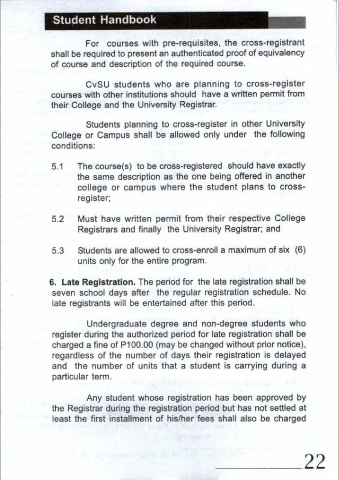 Student Handbook
For courses with pre-requisites, the cross-registrant
shall be required to present an authenticated proof of equivalency
of course and description of the required course.
CvSU students who are planning to cross-register
courses with other institutions should have a written permit from
their College and the University Registrar.
Students planning to cross-register in other University
College or Campus shall be allowed only under the following
conditions:
5.1 The course(s) to be cross-registered should have exactly
the same description as the one being offered in another
college or campus where the student plans to cross-
register;
5.2 Must have written permit from their respective College
Registrars and finally the University Registrar; and
5.3 Students are allowed to cross-enroll a maximum of six (6)
units only for the entire program.
6. Late Registration. The period for the late registration shall be
seven school days after the regular registration schedule. No
late registrants will be entertained after this period.
Undergraduate degree and non-degree students who
register during the authorized period for late registration shall be
charged a fine of P100.00 (may be changed without prior notice),
regardless of the number of days their registration is delayed
and the number of units that a student is carrying during a
particular term.
Any student whose registration has been approved by
the Registrar during the registration period but has not settled at
least the first installment of his/her fees shall also be charged
22